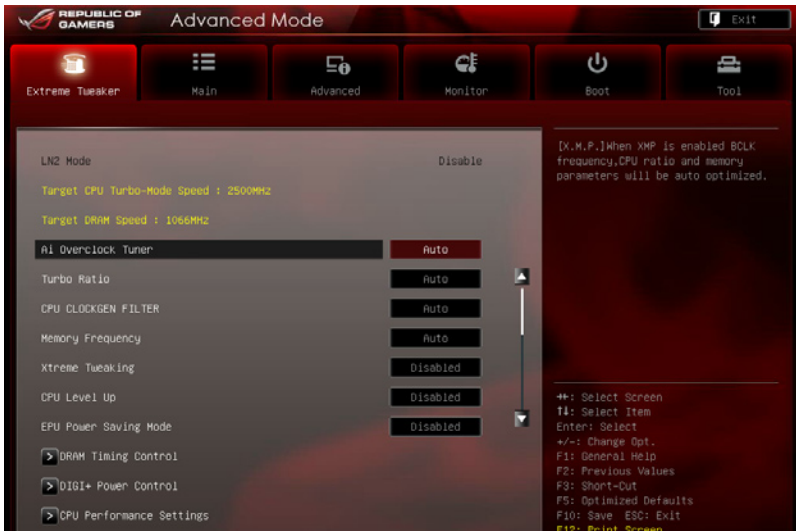 REPUBLIC OF
GAMERS
Advanced Mode
Exit
Extreme Tweaker
Main
Advanced
Monitor
Boot
Tool
LN2 Mode Disable
Target CPU Turbo-Mode Speed : 2500MHz
Target DRAM Speed : 1066MHz
Ai Overclock Tuner Auto
Turbo Ratio Auto
CPU CLOCKGEN FILTER Auto
Memory Frequency Auto
Xtreme Tweaking Disabled
CPU Level Up Disabled
EPU Power Saving Mode Disabled
> DRAM Timing Control
> DIGI+ Power Control
> CPU Performance Settings
[X.M.P.]When XMP is enabled BCLK
frequency,CPU ratio and memory
parameters will be auto optimized.
→←: Select Screen
↑↓: Select Item
Enter: Select
+/-: Change Opt.
F1: General Help
F2: Previous Values
F3: Short-Cut
F5: Optimized Defaults
F10: Save ESC: Exit
F12: Print Screen